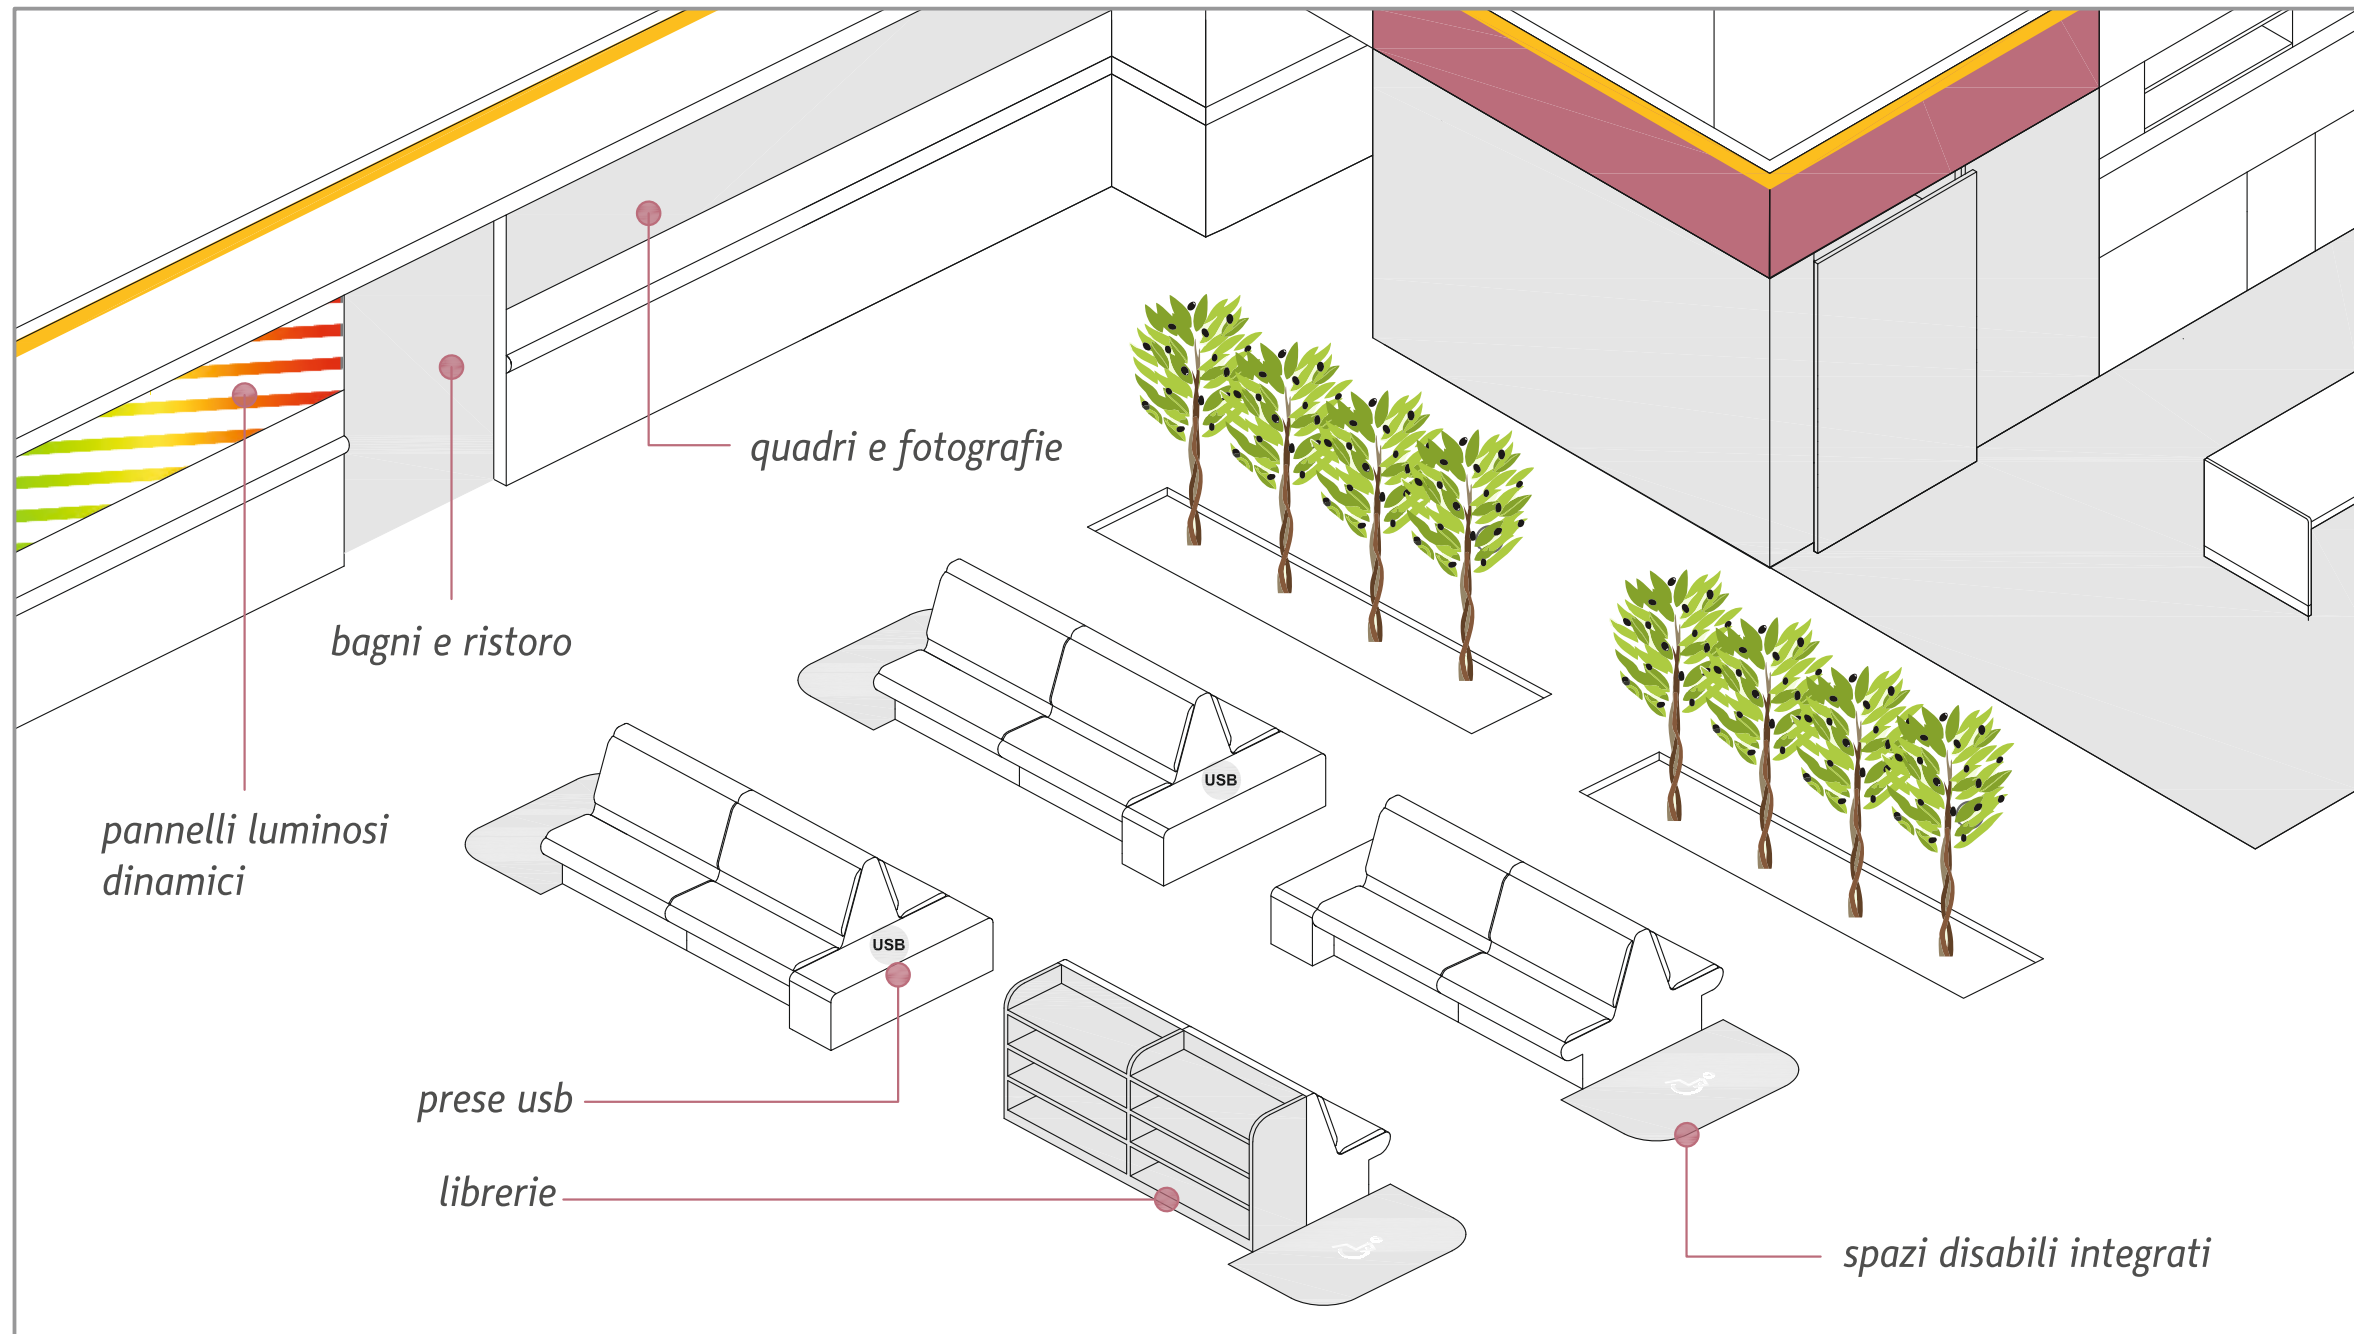 quadri e fotografie
bagni e ristoro
USB
pannelli luminosi
dinamici
USB
prese usb
librerie
spazi disabili integrati